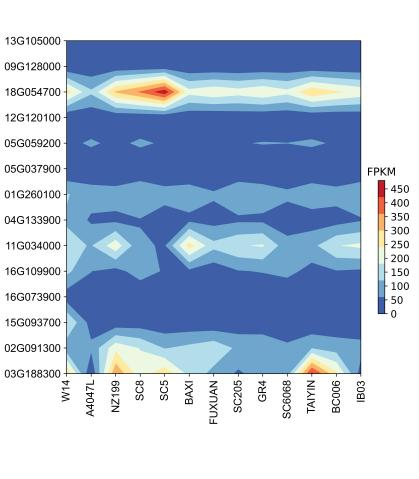 13G105000
09G128000
18G054700
12G120100
05G059200
05G037900
01G260100
04G133900
11G034000
16G109900
16G073900
15G093700
02G091300
03G188300
W14
A4047L
NZ199
SC8
SC5
BAXI
FUXUAN
SC205
GR4
SC6068
TAIYIN
BC006
IB03
FPKM
450
400
350
300
250
200
150
100
50
0